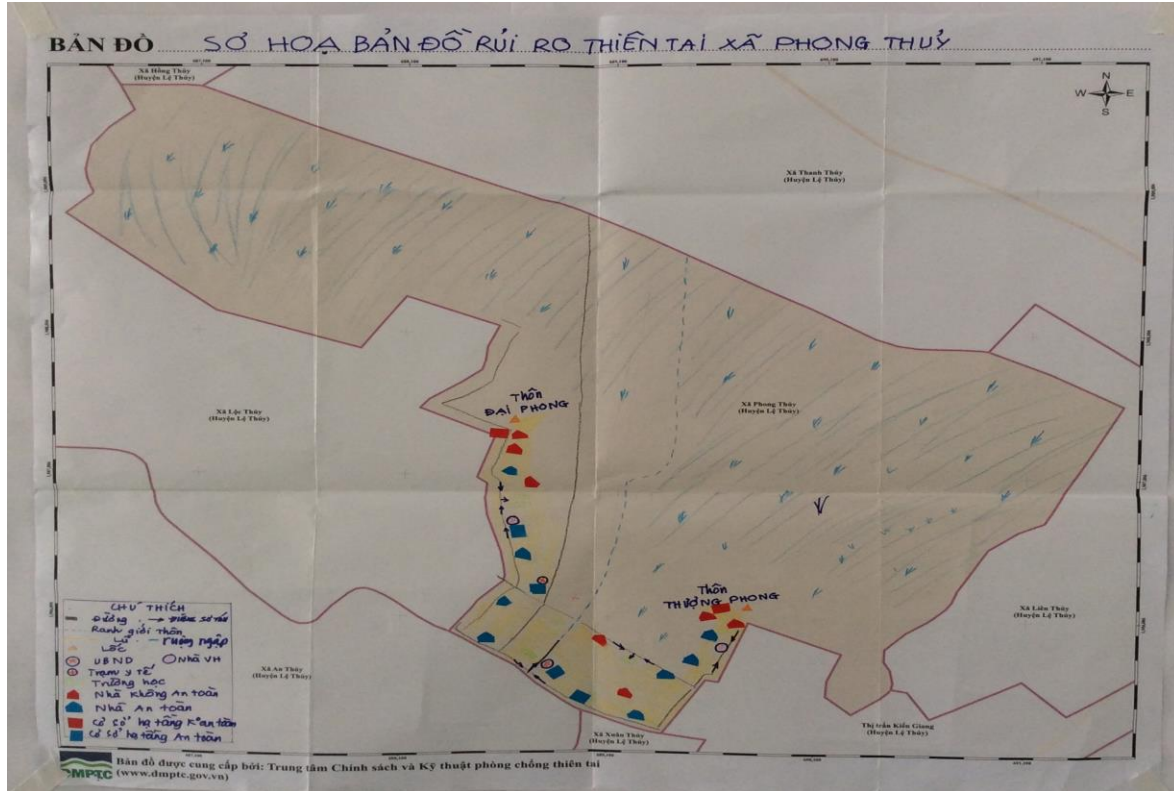 BẢN ĐỒ SƠ HOẠ BẢN ĐỒ RỦI RO THIÊN TAI XÃ PHONG THUỶ
Xã Hồng Thủy
(Huyện Lệ Thủy)
N
W E
S
Xã Thanh Thủy
(Huyện Lệ Thủy)
Xã Lộc Thủy
(Huyện Lệ Thủy)
Thôn
ĐẠI PHONG
Xã Phong Thủy
(Huyện Lệ Thủy)
Thôn
THƯỢNG PHONG
Xã Liên Thủy
(Huyện Lệ Thủy)
Xã An Thủy
(Huyện Lệ Thủy)
Xã Xuân Thủy
(Huyện Lệ Thủy)
Thị trấn Kiến Giang
(Huyện Lệ Thủy)
CHÚ THÍCH
Đường
Ranh giới Thôn
Lũ
Lốc
UBND Nhà VH
Trạm y tế
Trường học
Nhà Không An toàn
Nhà An toàn
Cơ sở hạ tầng K° an toàn
Cơ sở hạ tầng An toàn
DMPTC
Bản đồ được cung cấp bởi: Trung tâm Chính sách và Kỹ thuật phòng chống thiên tai
(www.dmptc.gov.vn)